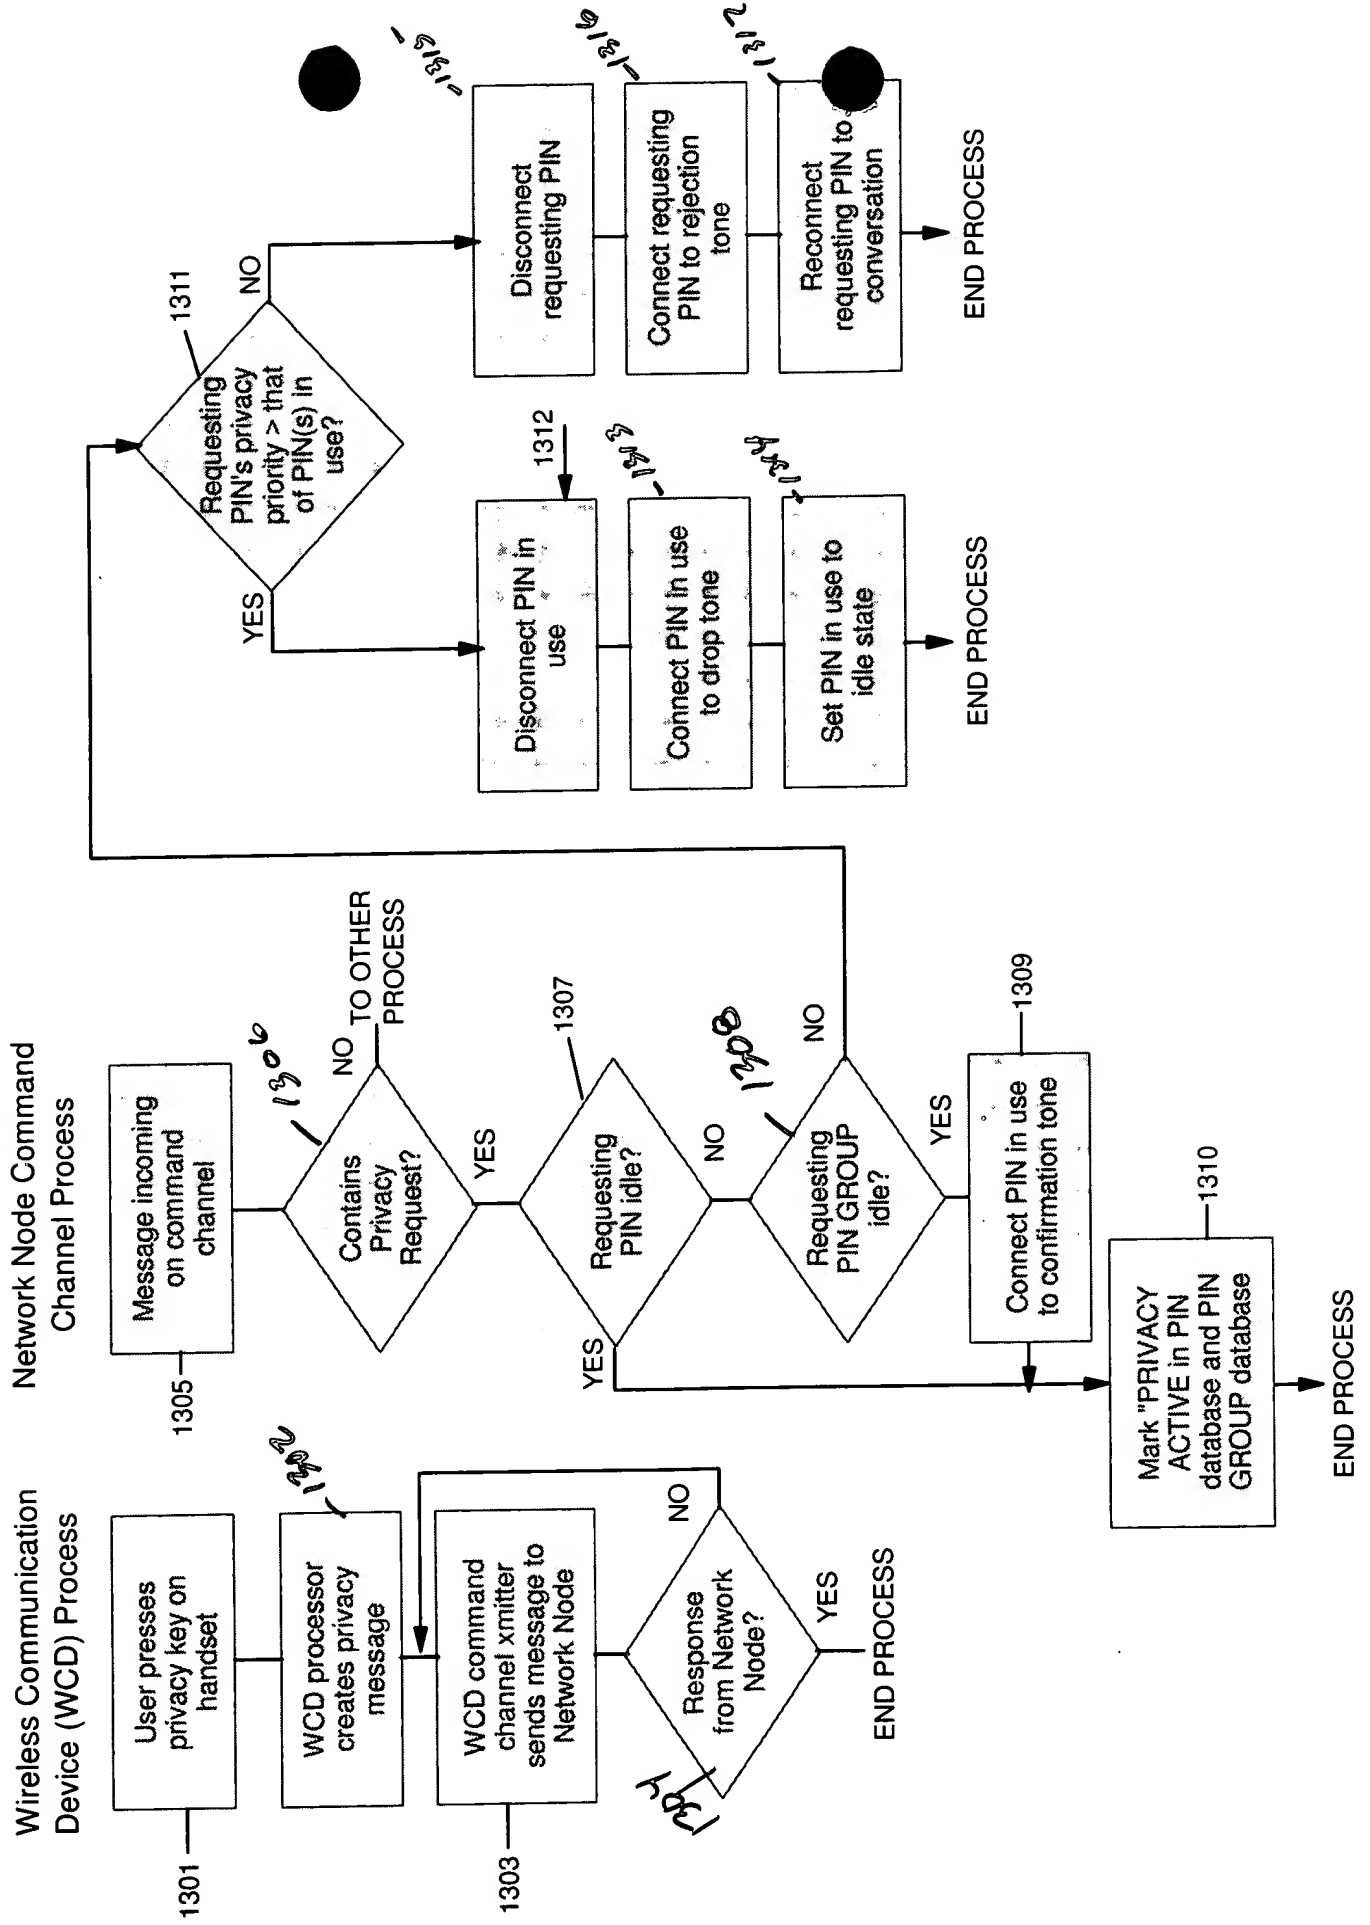 Wireless Communication
Device (WCD) Process
1301
User presses
privacy key on
handset
1302
WCD processor
creates privacy
message
1303
WCD command
channel xmitter
sends message to
Network Node
1304
Response
from Network
Node?
NO
YES
END PROCESS
Network Node Command
Channel Process
1305
Message incoming
on command
channel
1306
Contains
Privacy
Request?
NO
TO OTHER
PROCESS
YES
1307
Requesting
PIN idle?
YES
NO
1308
Requesting
PIN GROUP
idle?
NO
YES
1309
Connect PIN in use
to confirmation tone
1310
Mark "PRIVACY
ACTIVE in PIN
database and PIN
GROUP database
END PROCESS
1311
Requesting
PIN's privacy
priority > that
of PIN(s) in
use?
YES
NO
1312
Disconnect PIN in
use
1313
Connect PIN in use
to drop tone
1314
Set PIN in use to
idle state
END PROCESS
Disconnect
requesting PIN
1316
Connect requesting
PIN to rejection
tone
Reconnect
requesting PIN to
conversation
END PROCESS